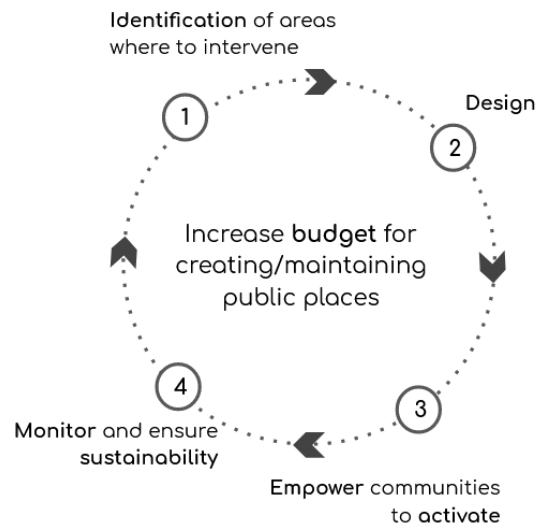 Identification of areas
where to intervene
1
Design
2
Increase budget for
creating/maintaining
public places
4
3
Monitor and ensure
sustainability
Empower communities
to activate